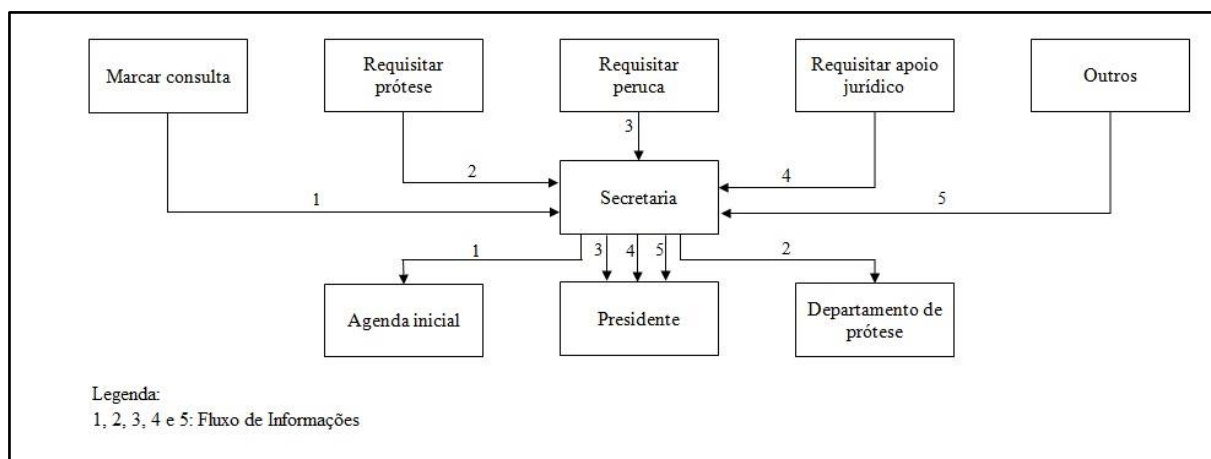 Marcar consulta
Requisitar
prótese
Requisitar
peruca
Requisitar apoio
jurídico
Outros
3
2
4
1
5
Secretaria
1
3
4
5
2
Agenda inicial
Presidente
Departamento de
prótese
Legenda:
1, 2, 3, 4 e 5: Fluxo de Informações